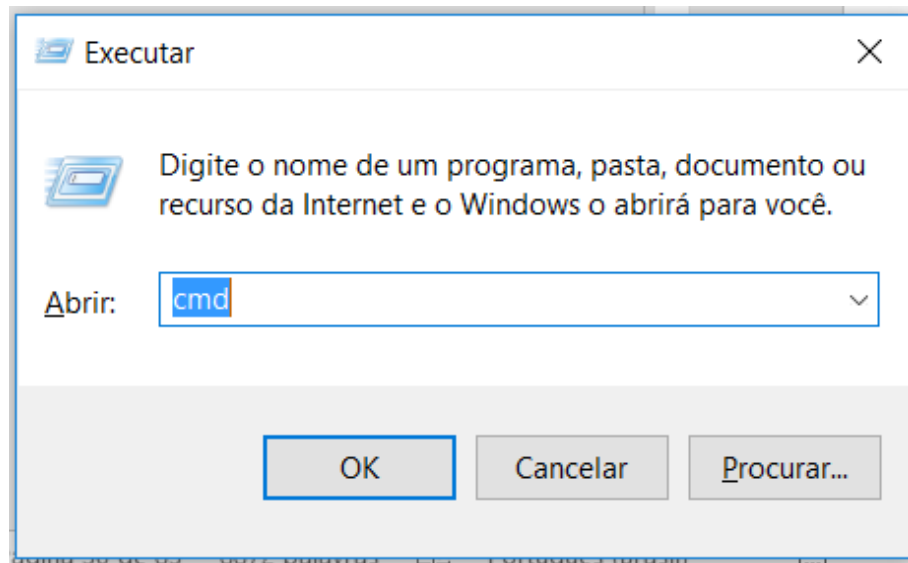 Executar
Digite o nome de um programa, pasta, documento ou
recurso da Internet e o Windows o abrirá para você.
Abrir:
cmd
OK
Cancelar
Procurar...